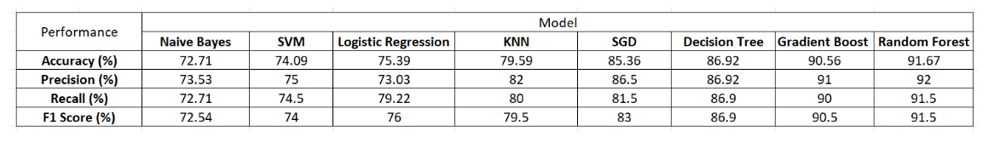 Performance Model
Naive Bayes SVM Logistic Regression KNN SGD Decision Tree Gradient Boost Random Forest
Accuracy (%) 72.71 74.09 75.39 79.59 85.36 86.92 90.56 91.67
Precision (%) 73.53 75 73.03 82 86.5 86.92 91 92
Recall (%) 72.71 74.5 79.22 80 81.5 86.9 90 91.5
F1 Score (%) 72.54 74 76 79.5 83 86.9 90.5 91.5